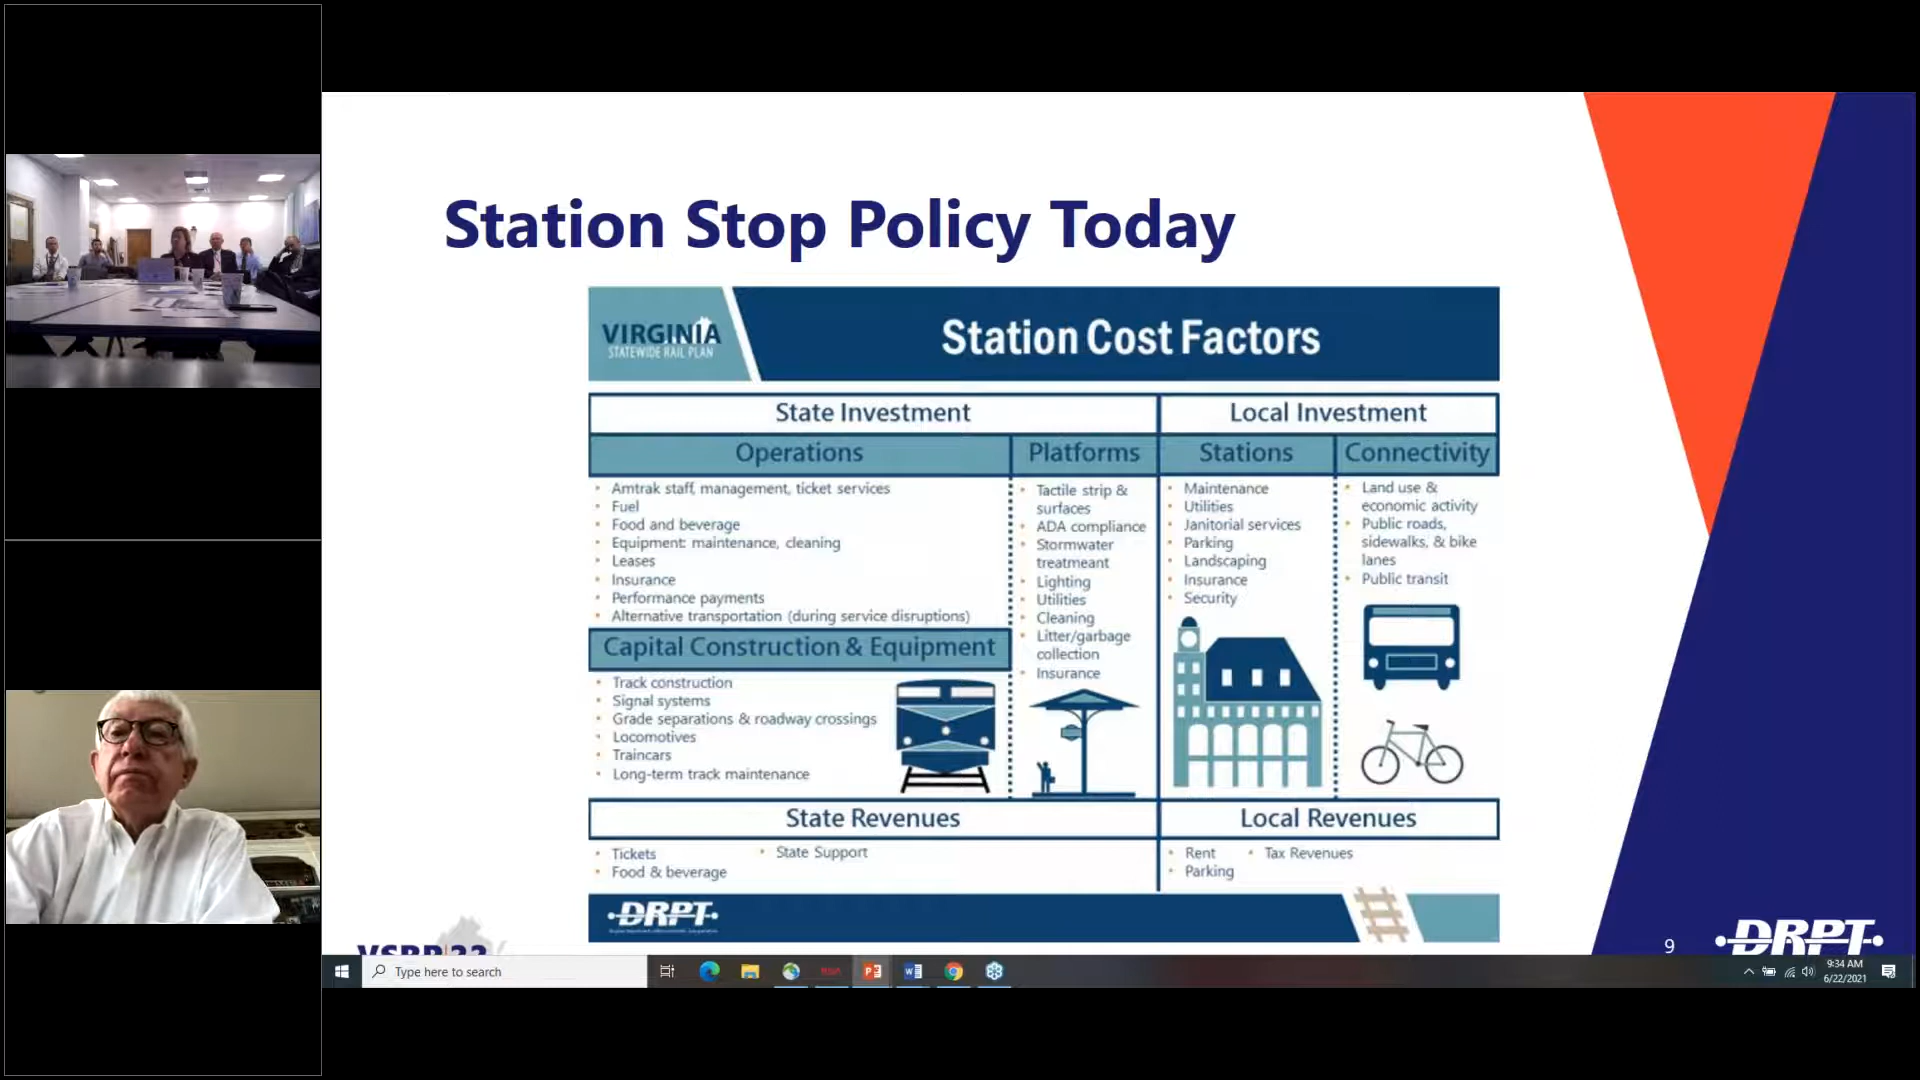 Station Stop Policy Today
VIRGINIA
STATEWIDE RAIL PLAN
Station Cost Factors
State Investment
Local Investment
Operations
Platforms
Stations
Connectivity
• Amtrak staff, management, ticket services
• Fuel
• Food and beverage
• Equipment: maintenance, cleaning
• Leases
• Insurance
• Performance payments
• Alternative transportation (during service disruptions)
Capital Construction & Equipment
• Track construction
• Signal systems
• Grade separations & roadway crossings
• Locomotives
• Traincars
• Long-term track maintenance
• Tactile strip &
surfaces
• ADA compliance
• Stormwater
treatmeant
• Lighting
• Utilities
• Cleaning
• Litter/garbage
collection
• Insurance
• Maintenance
• Utilities
• Janitorial services
• Parking
• Landscaping
• Insurance
• Security
• Land use &
economic activity
• Public roads,
sidewalks, & bike
lanes
• Public transit
State Revenues
Local Revenues
• Tickets
• State Support
• Food & beverage
• Rent
• Tax Revenues
• Parking
DRPT
9
DRPT
Type here to search
9:34 AM
6/22/2021